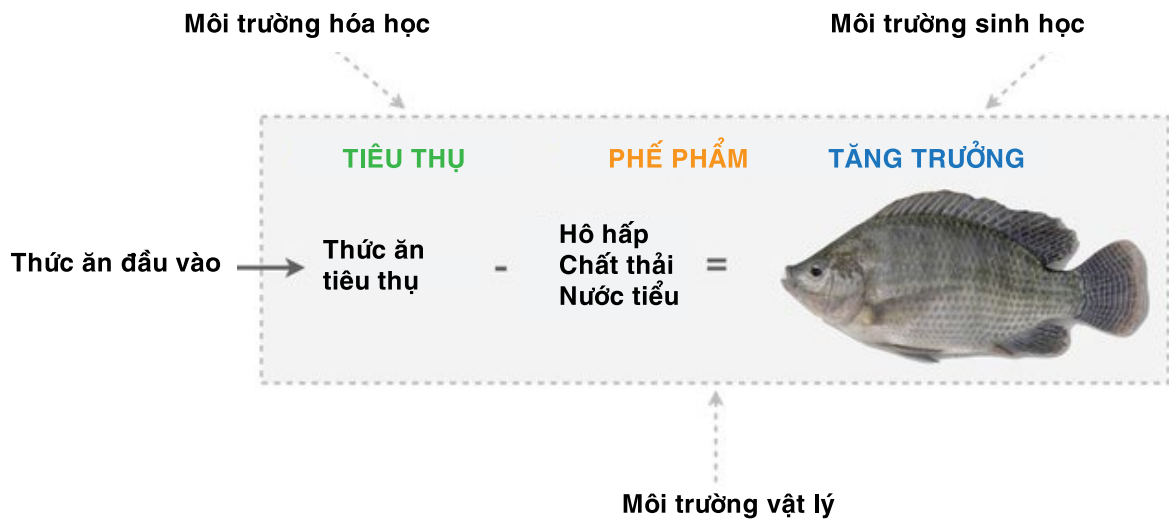 Môi trường hóa học
Môi trường sinh học
TIÊU THỤ
PHẾ PHẨM
TĂNG TRƯỞNG
Thức ăn đầu vào
Thức ăn
tiêu thụ
-
Hô hấp
Chất thải
Nước tiểu
=
Môi trường vật lý